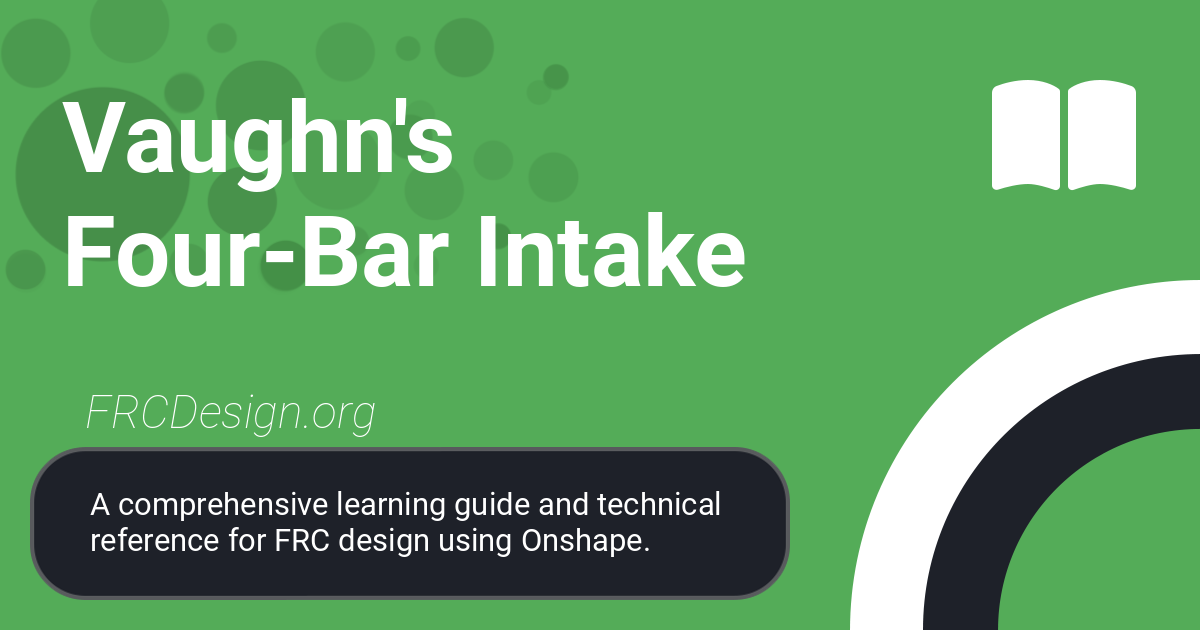 Vaughn's
Four-Bar Intake
FRCDesign.org
A comprehensive learning guide and technical
reference for FRC design using Onshape.